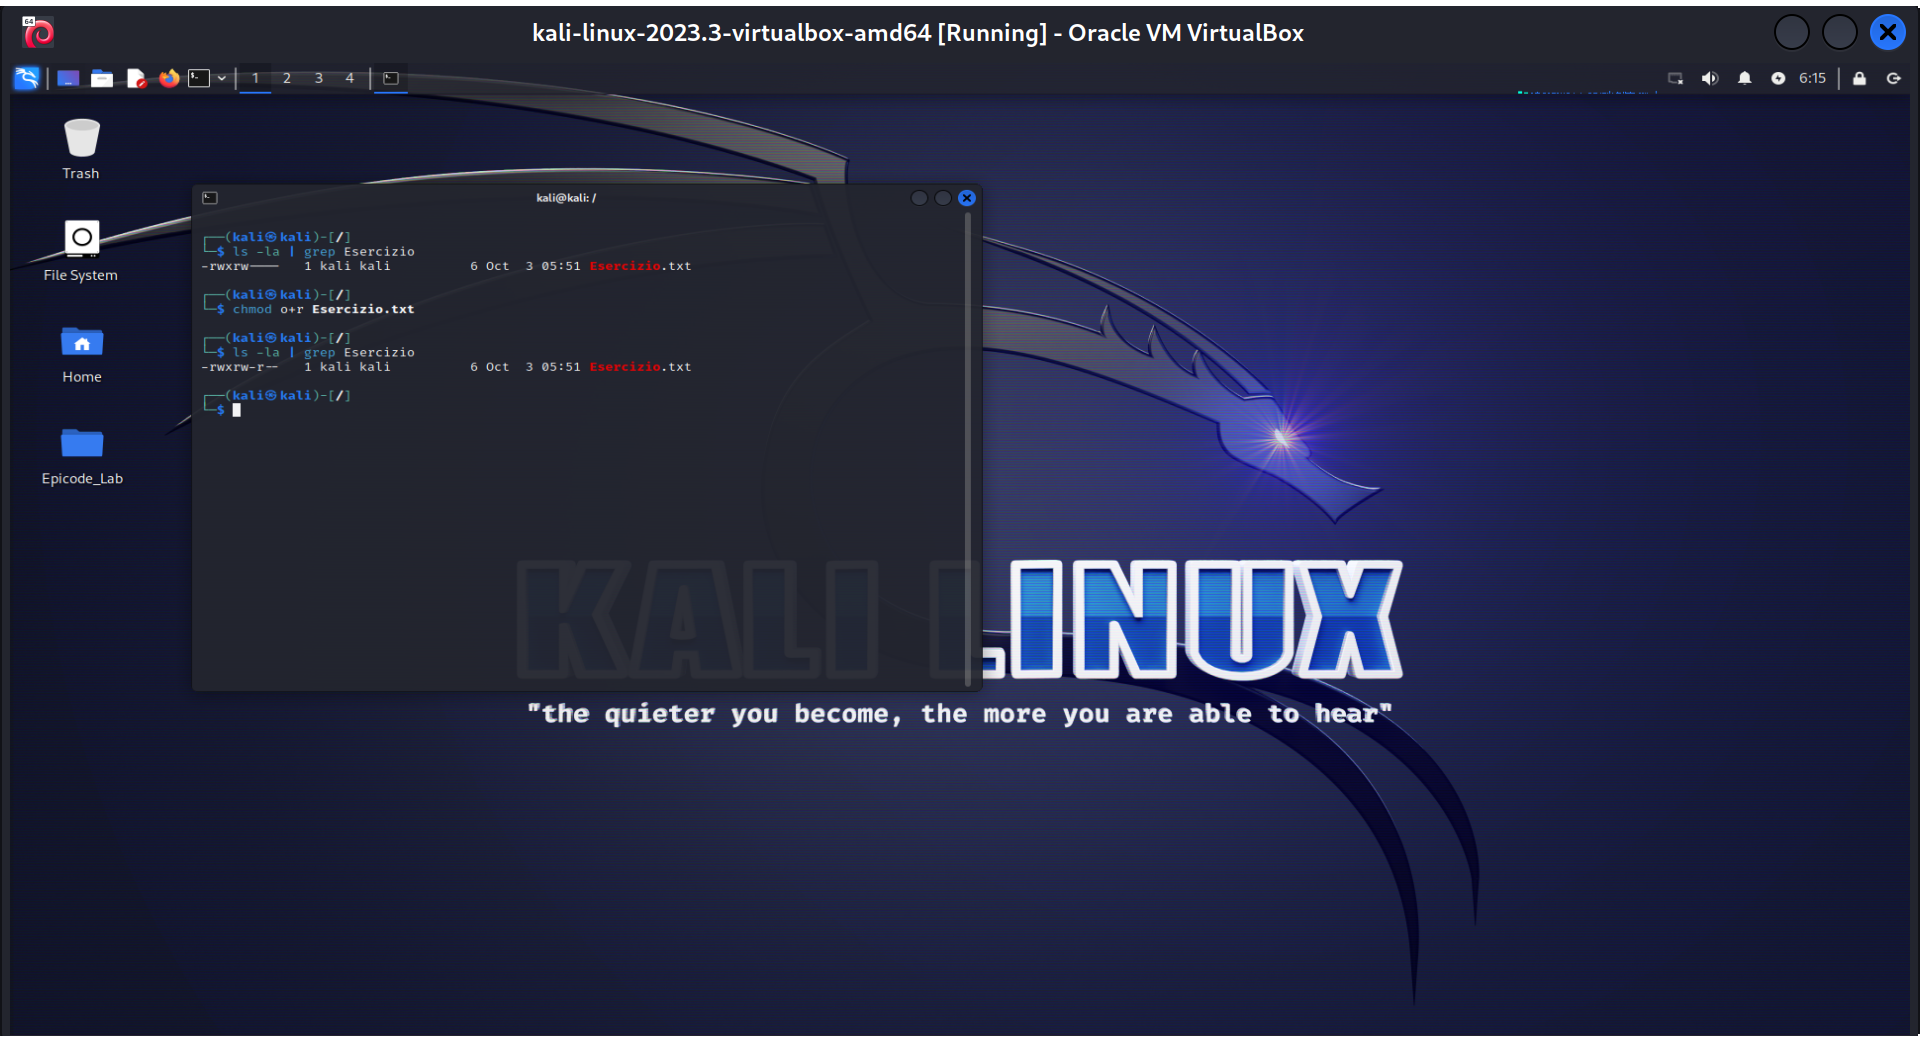 64
kali-linux-2023.3-virtualbox-amd64 [Running] - Oracle VM VirtualBox
1 2 3 4
6:15
Trash
File System
Home
Epicode_Lab
kali@kali: /
┌──(kali㉿kali)-[/]
└─$ ls -la | grep Esercizio
-rwxrw---- 1 kali kali 6 Oct 3 05:51 Esercizio.txt
┌──(kali㉿kali)-[/]
└─$ chmod o+r Esercizio.txt
┌──(kali㉿kali)-[/]
└─$ ls -la | grep Esercizio
-rwxrw-r-- 1 kali kali 6 Oct 3 05:51 Esercizio.txt
┌──(kali㉿kali)-[/]
└─$
KALI LINUX
"the quieter you become, the more you are able to hear"